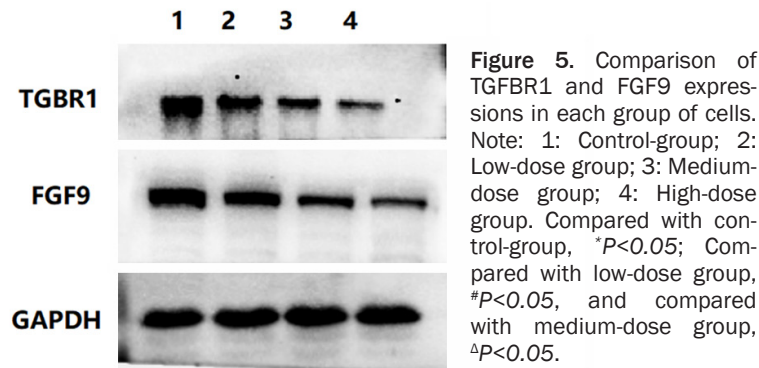 1 2 3 4
TGBR1
FGF9
GAPDH
Figure 5. Comparison of
TGFBR1 and FGF9 expres-
sions in each group of cells.
Note: 1: Control-group; 2:
Low-dose group; 3: Medium-
dose group; 4: High-dose
group. Compared with con-
trol-group, *P<0.05; Com-
pared with low-dose group,
#P<0.05, and compared
with medium-dose group,
ΔP<0.05.